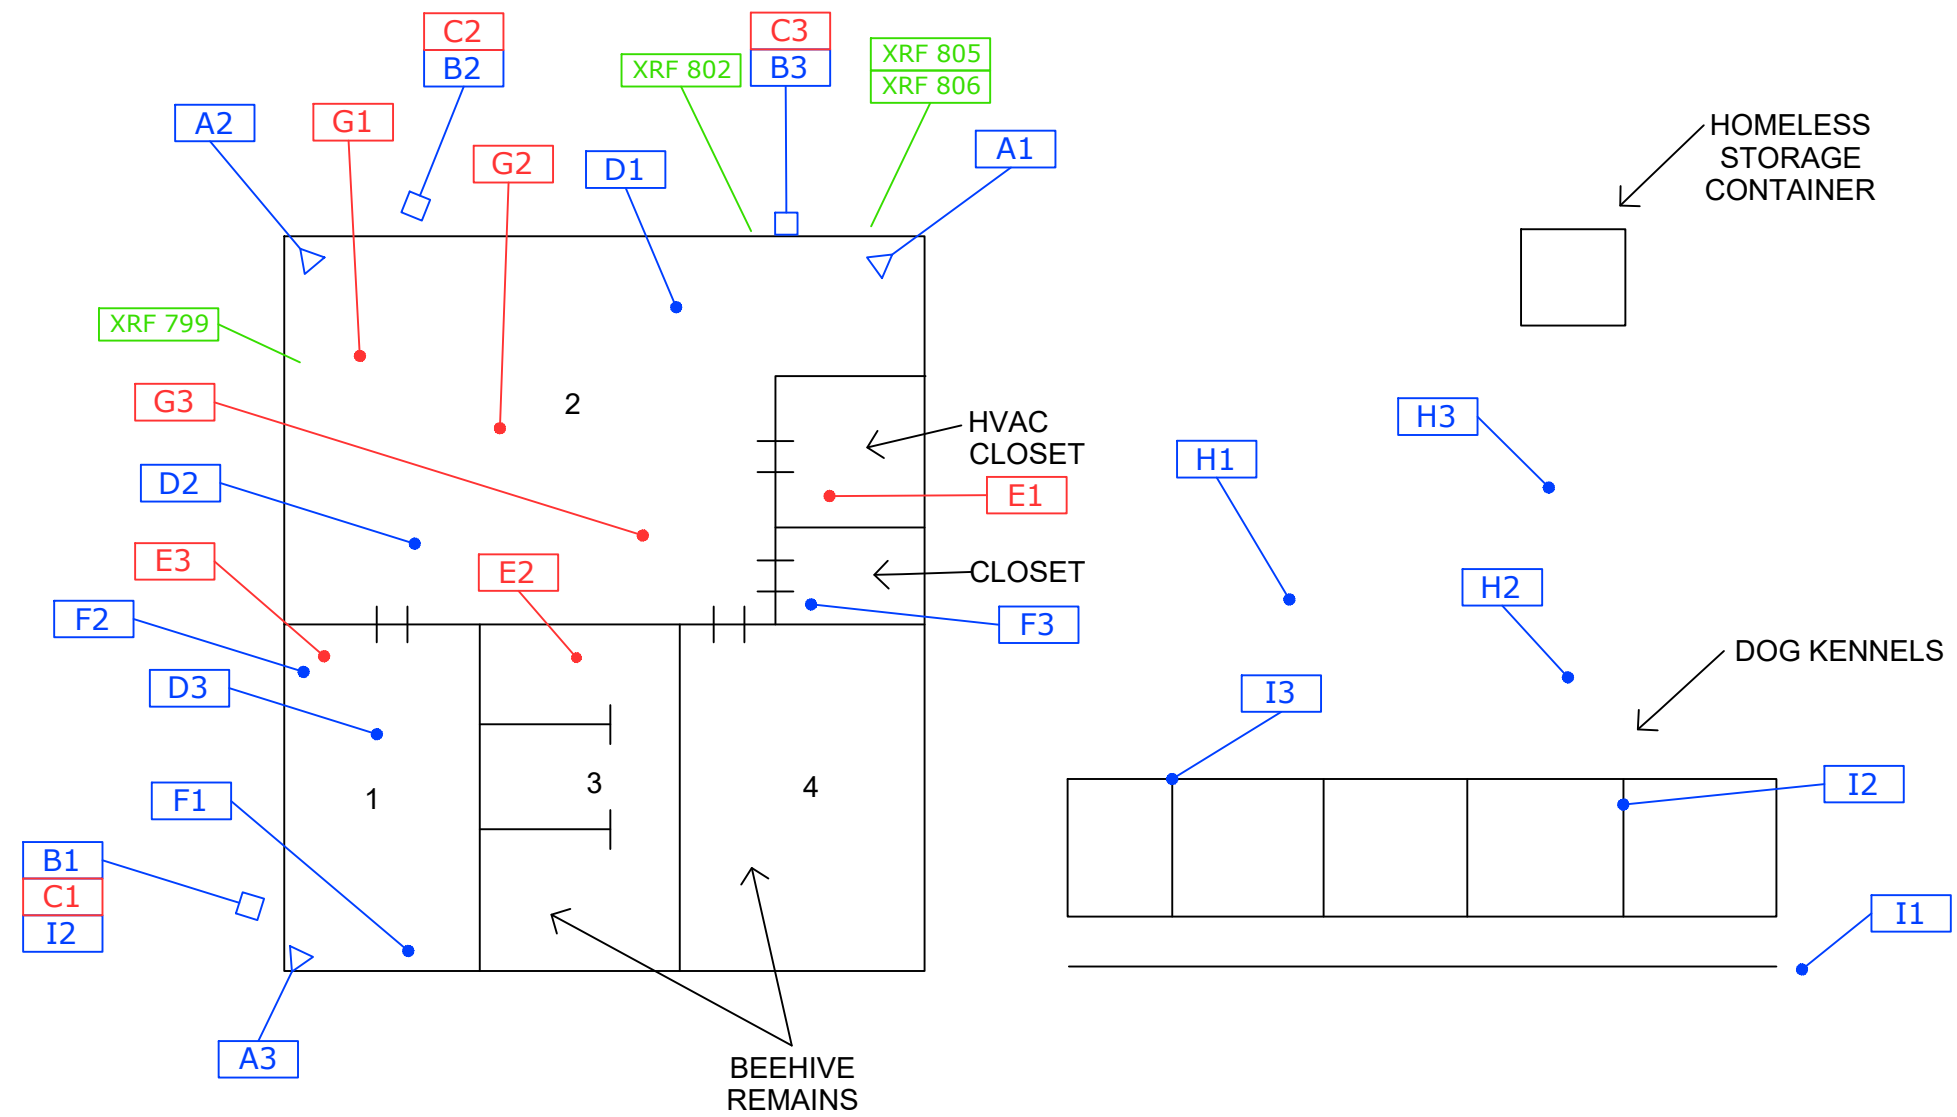 C2
B2
C3
B3
XRF 802
XRF 805
XRF 806
A2
G1
G2
D1
A1
HOMELESS
STORAGE
CONTAINER
XRF 799
G3
2
HVAC
CLOSET
H3
H1
D2
E1
E3
E2
CLOSET
H2
F2
F3
DOG KENNELS
D3
I3
1
3
4
I2
F1
B1
C1
I2
I1
A3
BEEHIVE
REMAINS